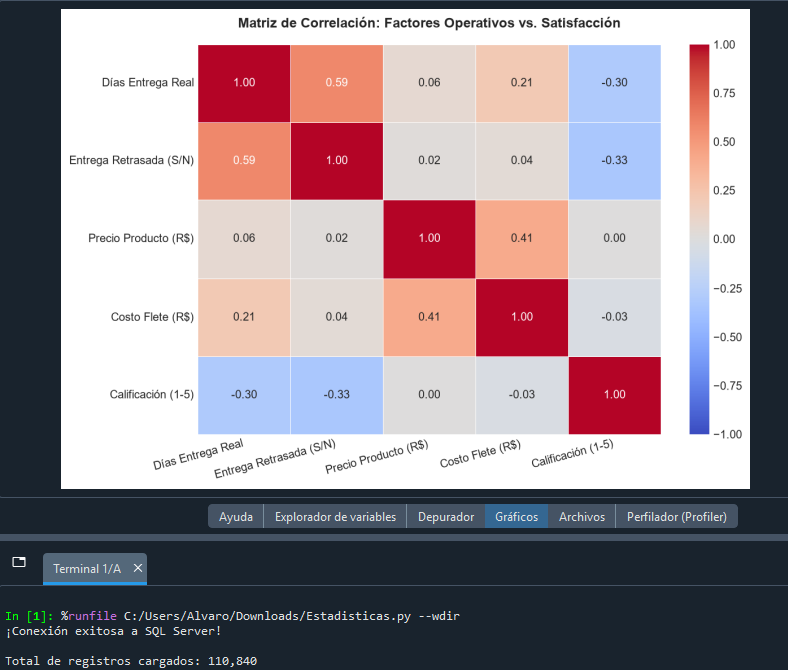 Matriz de Correlación: Factores Operativos vs. Satisfacción
Días Entrega Real 1.00 0.59 0.06 0.21 -0.30
Entrega Retrasada (S/N) 0.59 1.00 0.02 0.04 -0.33
Precio Producto (R$) 0.06 0.02 1.00 0.41 0.00
Costo Flete (R$) 0.21 0.04 0.41 1.00 -0.03
Calificación (1-5) -0.30 -0.33 0.00 -0.03 1.00
Días Entrega Real
Entrega Retrasada (S/N)
Precio Producto (R$)
Costo Flete (R$)
Calificación (1-5)
1.00
0.75
0.50
0.25
0.00
−0.25
−0.50
−0.75
−1.00
Ayuda Explorador de variables Depurador Gráficos Archivos Perfilador (Profiler)
Terminal 1/A
In [1]: %runfile C:/Users/Alvaro/Downloads/Estadisticas.py --wdir
¡Conexión exitosa a SQL Server!
Total de registros cargados: 110,840